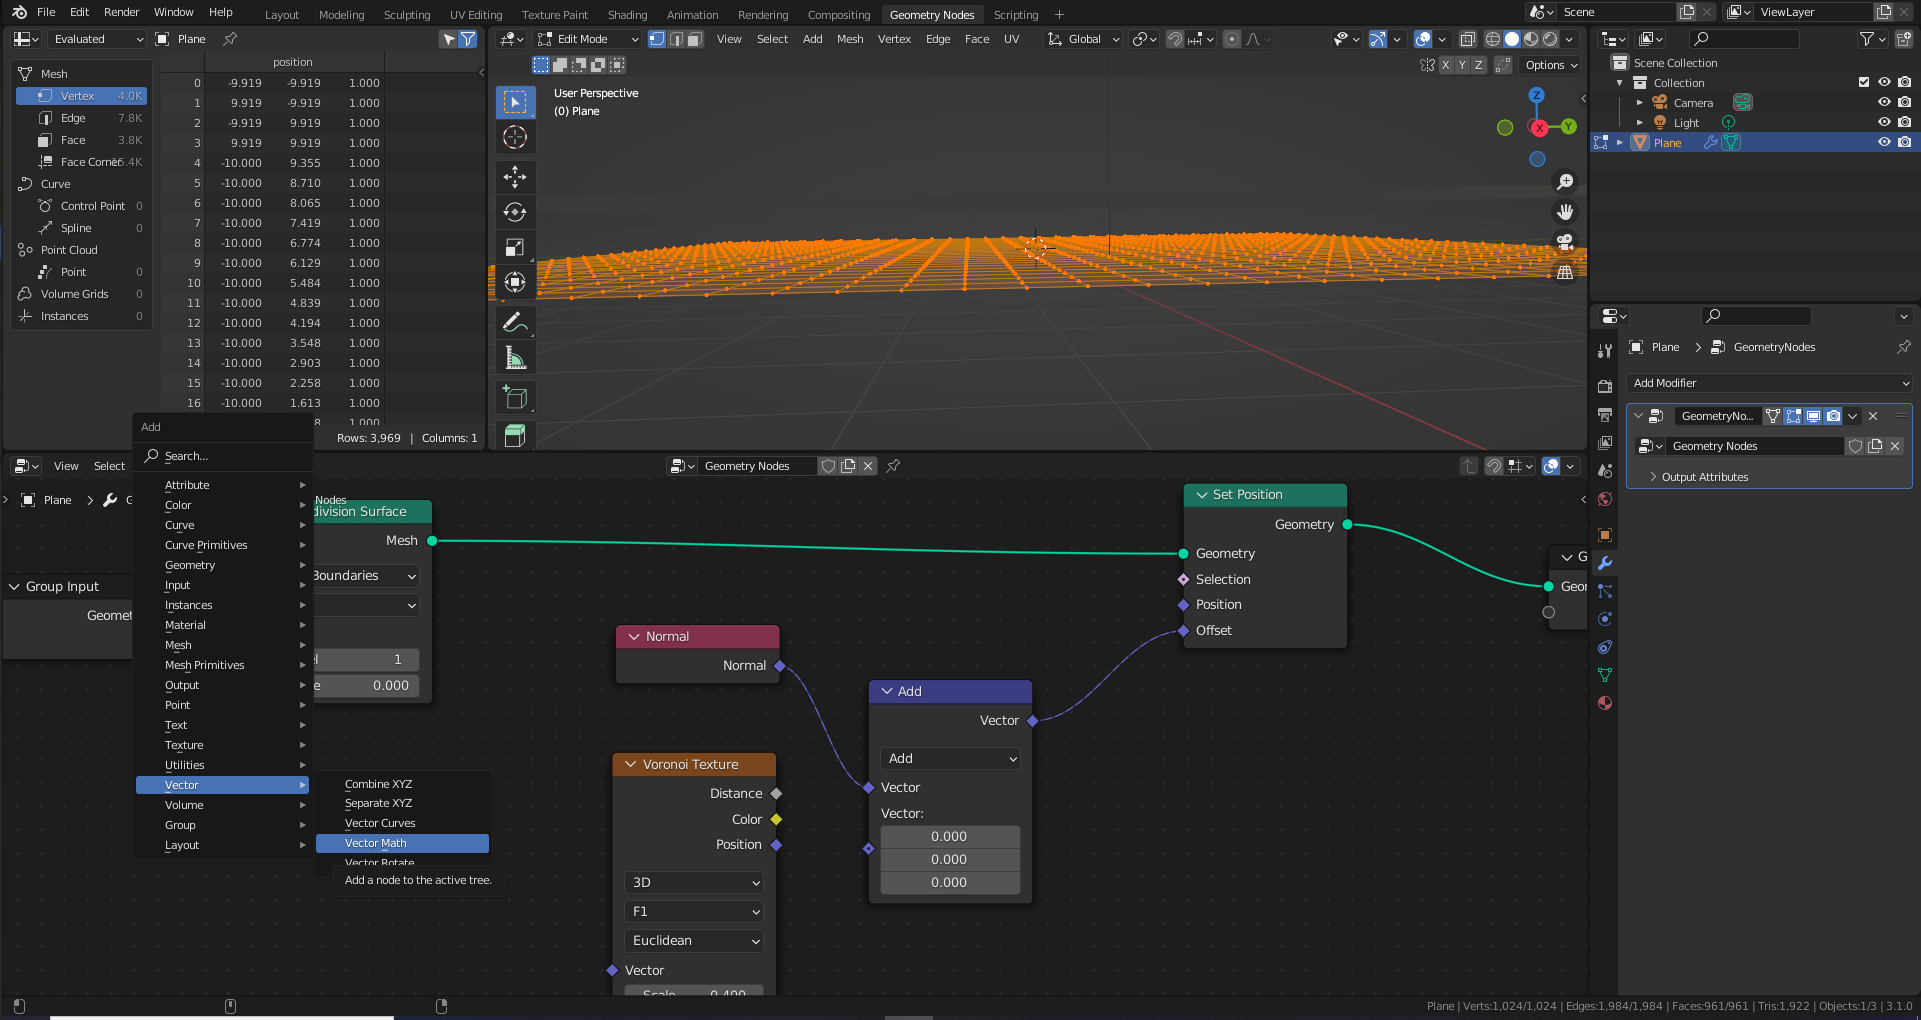 File Edit Render Window Help Layout Modeling Sculpting UV Editing Texture Paint Shading Animation Rendering Compositing Geometry Nodes Scripting + Scene ViewLayer
Evaluated Plane
position
Mesh
Vertex 4.0K
Edge 7.8K
Face 3.8K
Face Corner 15.4K
Curve
Control Point 0
Spline 0
Point Cloud
Point 0
Volume Grids 0
Instances 0
0 -9.919 -9.919 1.000
1 9.919 -9.919 1.000
2 -9.919 9.919 1.000
3 9.919 9.919 1.000
4 -10.000 9.355 1.000
5 -10.000 8.710 1.000
6 -10.000 8.065 1.000
7 -10.000 7.419 1.000
8 -10.000 6.774 1.000
9 -10.000 6.129 1.000
10 -10.000 5.484 1.000
11 -10.000 4.839 1.000
12 -10.000 4.194 1.000
13 -10.000 3.548 1.000
14 -10.000 2.903 1.000
15 -10.000 2.258 1.000
16 -10.000 1.613 1.000
8 1.000
Rows: 3,969 | Columns: 1
Edit Mode View Select Add Mesh Vertex Edge Face UV Global
X Y Z Options
User Perspective
(0) Plane
Z
X
Y
Scene Collection
Collection
Camera
Light
Plane
Plane > GeometryNodes
Add Modifier
GeometryNo...
Geometry Nodes
Output Attributes
View Select
Geometry Nodes
Plane > G
Nodes
Add
Search...
Attribute
Color
Curve
Curve Primitives
Geometry
Input
Instances
Material
Mesh
Mesh Primitives
Output
Point
Text
Texture
Utilities
Vector
Volume
Group
Layout
Combine XYZ
Separate XYZ
Vector Curves
Vector Math
Vector Rotate
Add a node to the active tree.
Group Input
Geomet
division Surface
Mesh
Boundaries
el 1
e 0.000
Normal
Normal
Voronoi Texture
Distance
Color
Position
3D
F1
Euclidean
Vector
Scale 0.400
Add
Vector
Add
Vector
Vector:
0.000
0.000
0.000
Set Position
Geometry
Geometry
Selection
Position
Offset
G
Geor
Plane | Verts:1,024/1,024 | Edges:1,984/1,984 | Faces:961/961 | Tris:1,922 | Objects:1/3 | 3.1.0